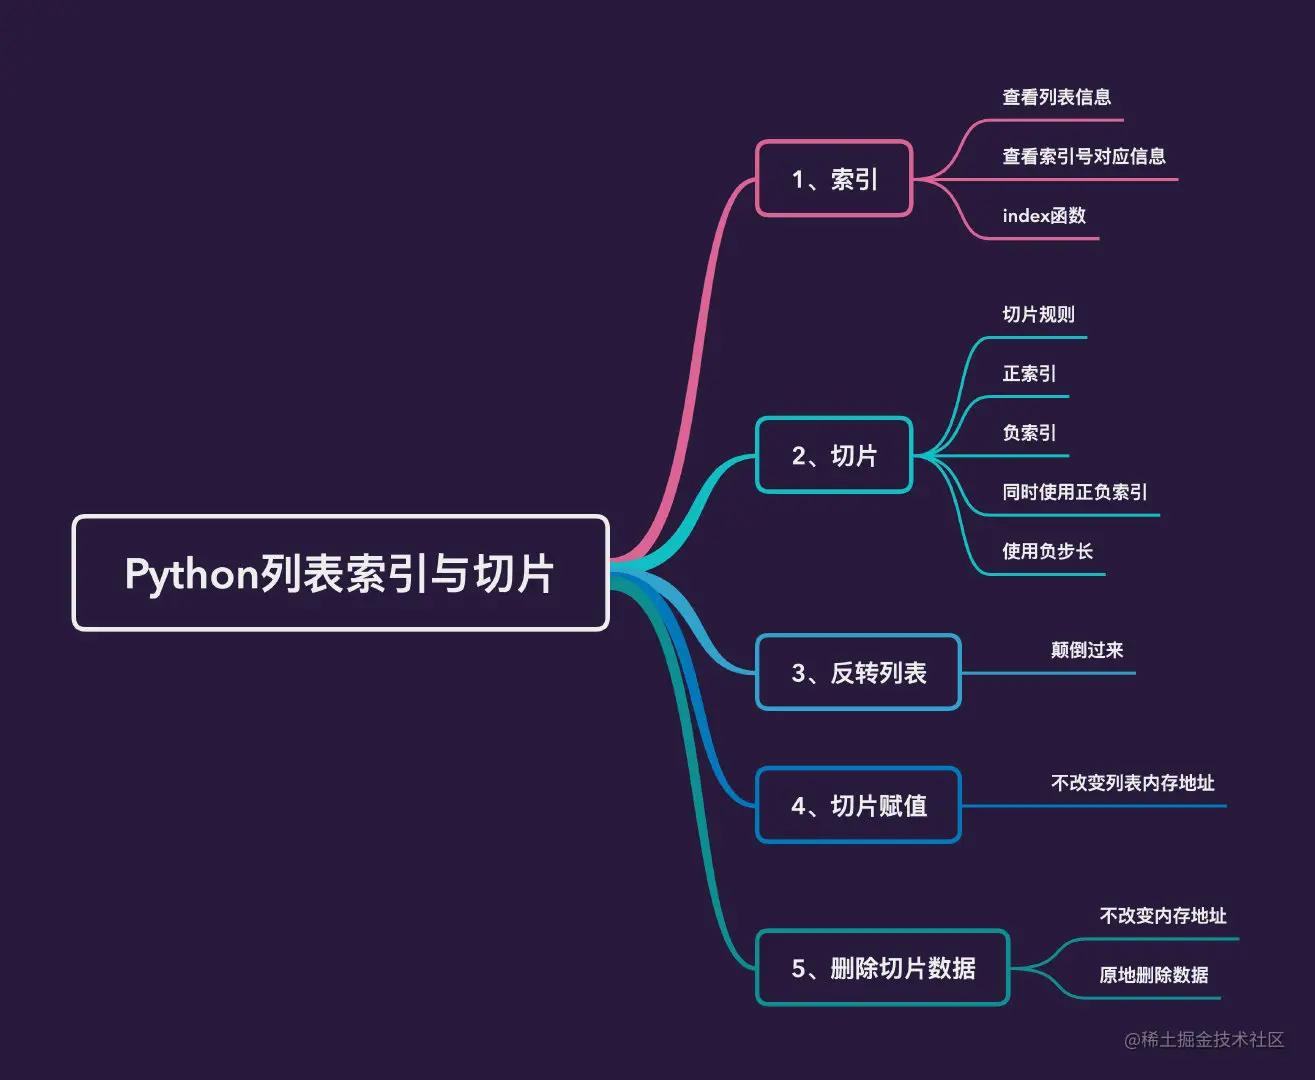 Python列表索引与切片
1、索引
查看列表信息
查看索引号对应信息
index函数
2、切片
切片规则
正索引
负索引
同时使用正负索引
使用负步长
3、反转列表
颠倒过来
4、切片赋值
不改变列表内存地址
5、删除切片数据
不改变内存地址
原地删除数据
@稀土掘金技术社区